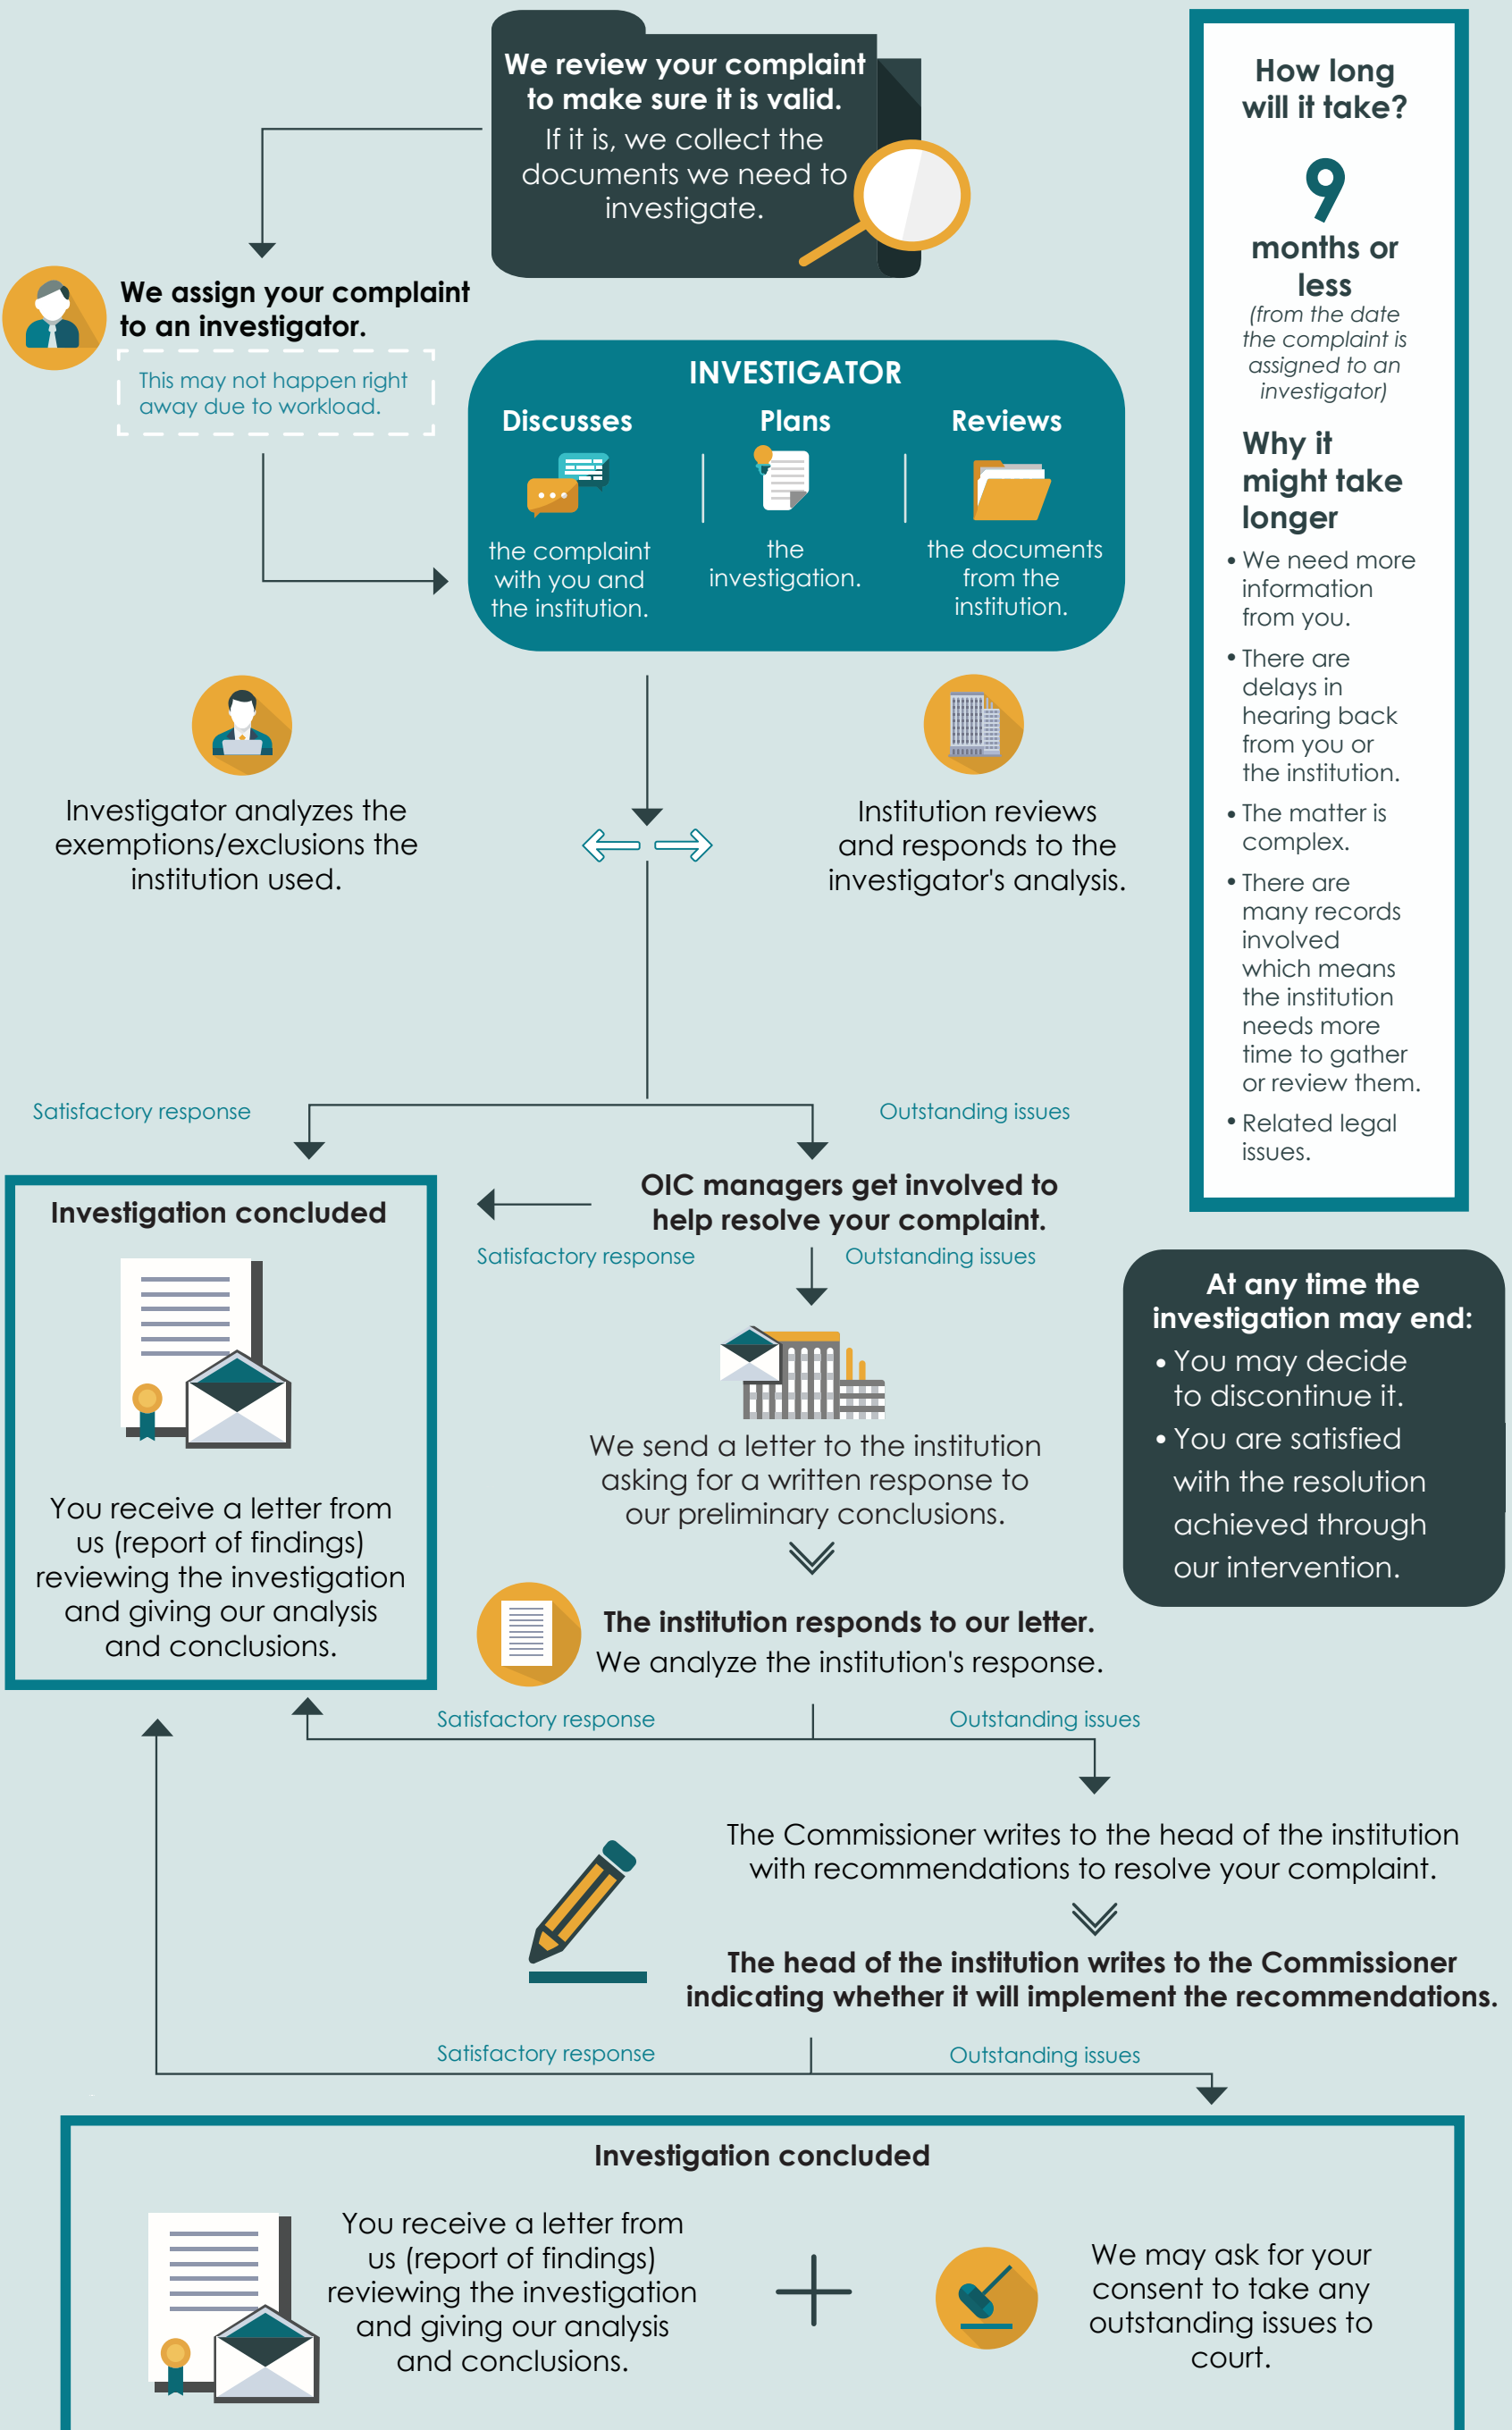 We review your complaint
to make sure it is valid.
If it is, we collect the
documents we need to
investigate.
We assign your complaint
to an investigator.
This may not happen right
away due to workload.
INVESTIGATOR
Discusses
the complaint
with you and
the institution.
Plans
the
investigation.
Reviews
the documents
from the
institution.
Investigator analyzes the
exemptions/exclusions the
institution used.
Institution reviews
and responds to the
investigator's analysis.
How long
will it take?
9
months or
less
(from the date
the complaint is
assigned to an
investigator)
Why it
might take
longer
• We need more
information
from you.
• There are
delays in
hearing back
from you or
the institution.
• The matter is
complex.
• There are
many records
involved
which means
the institution
needs more
time to gather
or review them.
• Related legal
issues.
Satisfactory response
Outstanding issues
Investigation concluded
You receive a letter from
us (report of findings)
reviewing the investigation
and giving our analysis
and conclusions.
OIC managers get involved to
help resolve your complaint.
Satisfactory response
Outstanding issues
We send a letter to the institution
asking for a written response to
our preliminary conclusions.
The institution responds to our letter.
We analyze the institution's response.
At any time the
investigation may end:
• You may decide
to discontinue it.
• You are satisfied
with the resolution
achieved through
our intervention.
Satisfactory response
Outstanding issues
The Commissioner writes to the head of the institution
with recommendations to resolve your complaint.
The head of the institution writes to the Commissioner
indicating whether it will implement the recommendations.
Satisfactory response
Outstanding issues
Investigation concluded
You receive a letter from
us (report of findings)
reviewing the investigation
and giving our analysis
and conclusions.
We may ask for your
consent to take any
outstanding issues to
court.